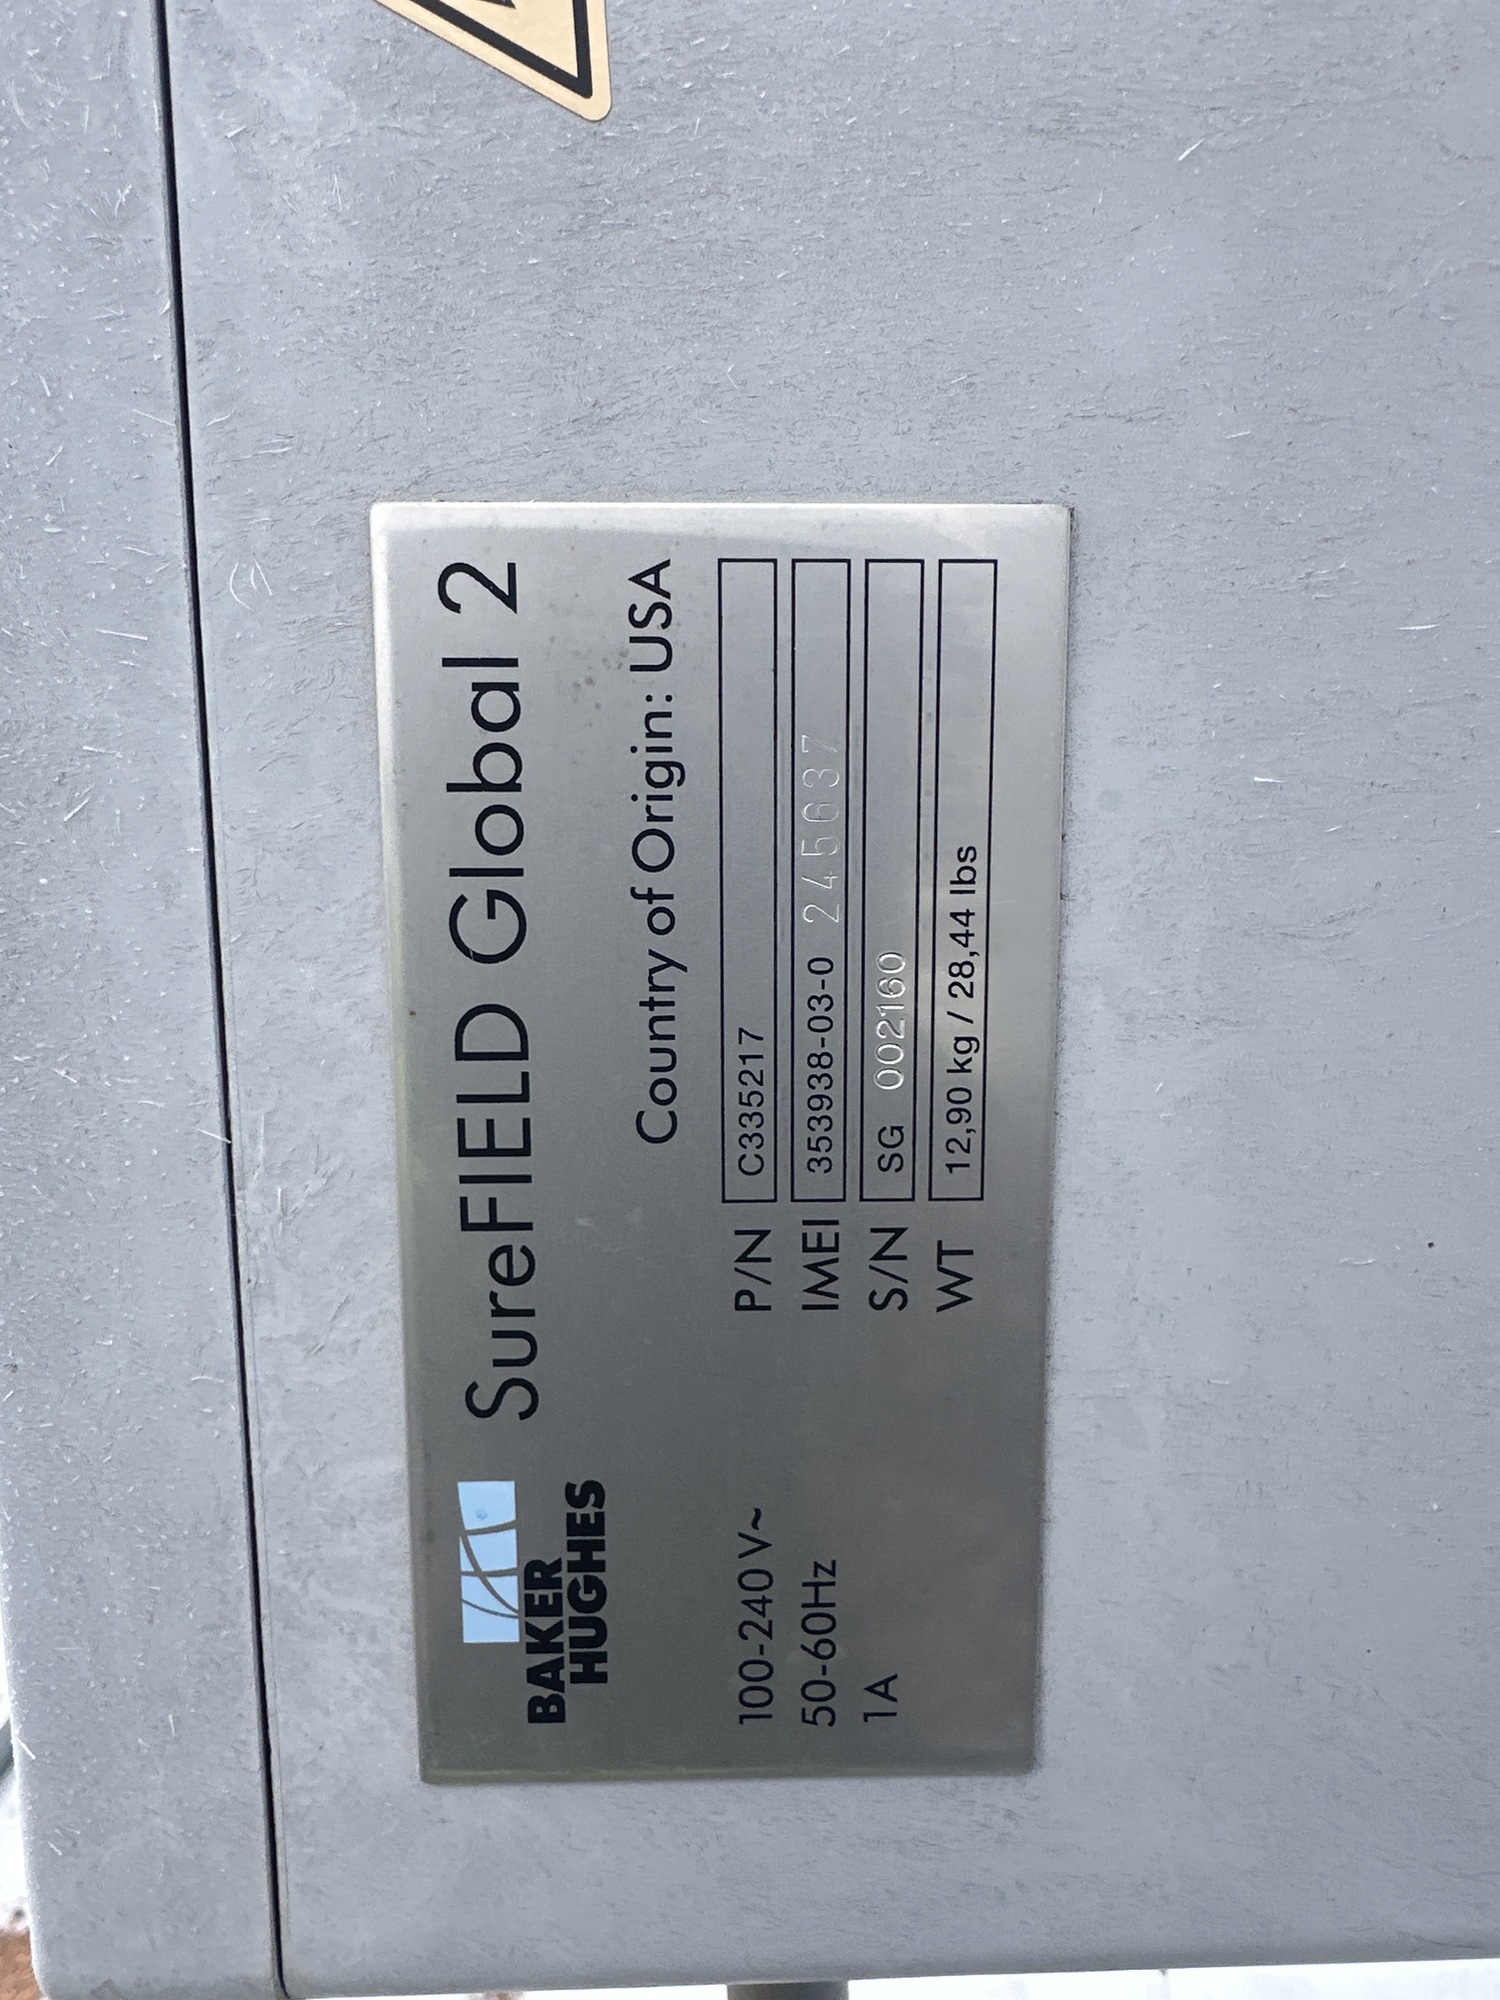 BAKER
HUGHES
SureFIELD Global 2
Country of Origin: USA
100-240 V~
50-60Hz
1A
P/N C335217
IMEI 353938-03-0 245637
S/N SG 002160
WT 12,90 kg / 28,44 lbs